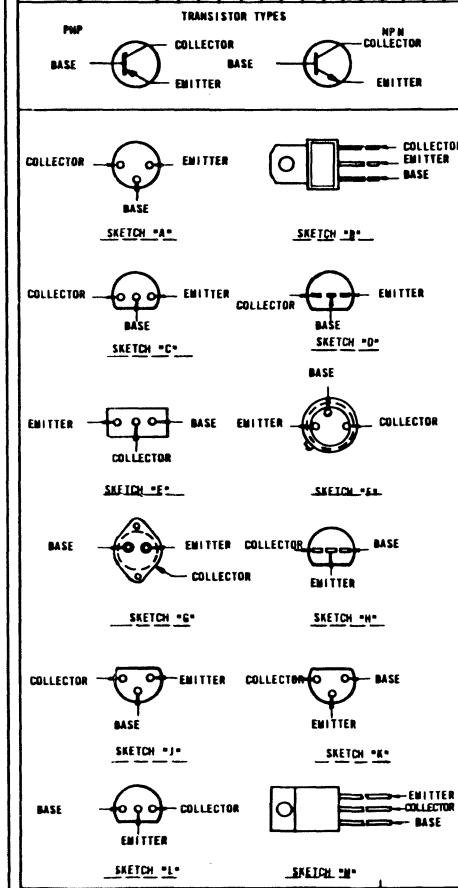 TRANSISTOR TYPES
PNP
COLLECTOR
BASE
EMITTER
NPN
COLLECTOR
BASE
EMITTER
COLLECTOR
EMITTER
BASE
SKETCH "A"
COLLECTOR
EMITTER
BASE
SKETCH "B"
COLLECTOR
EMITTER
BASE
SKETCH "C"
COLLECTOR
EMITTER
BASE
SKETCH "D"
EMITTER
BASE
COLLECTOR
SKETCH "E"
BASE
EMITTER
COLLECTOR
SKETCH
BASE
EMITTER
COLLECTOR
SKETCH "G"
COLLECTOR
BASE
EMITTER
SKETCH "H"
COLLECTOR
EMITTER
BASE
SKETCH "J"
COLLECTOR
BASE
EMITTER
SKETCH "K"
BASE
COLLECTOR
EMITTER
SKETCH "L"
EMITTER
COLLECTOR
BASE
SKETCH "M"